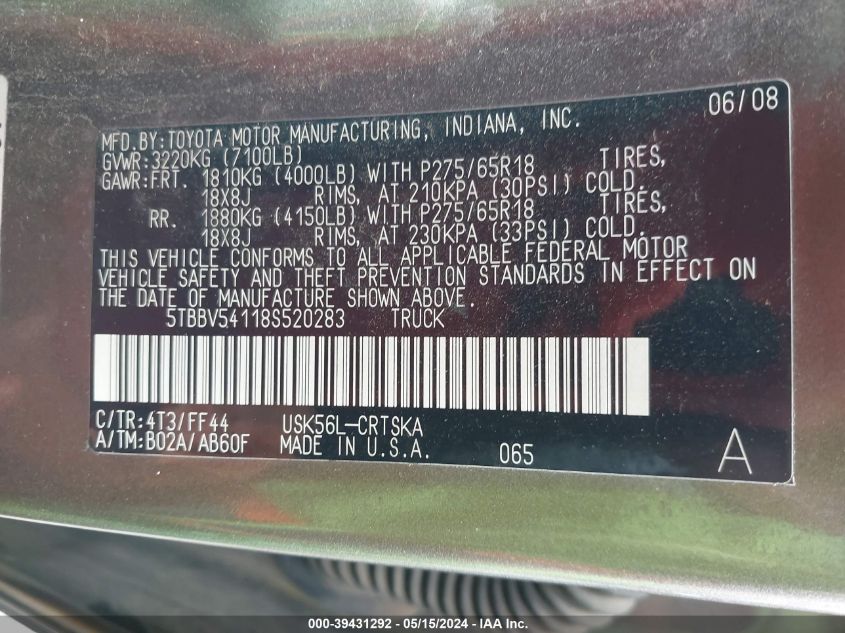 06/08
MFD.BY:TOYOTA MOTOR MANUFACTURING, INDIANA, INC.
GVWR:3220KG (7100LB)
GAWR:FRT. 1810KG (4000LB) WITH P275/65R18 TIRES,
18X8J RIMS, AT 210KPA (30PSI) COLD.
RR. 1880KG (4150LB) WITH P275/65R18 TIRES,
18X8J RIMS, AT 230KPA (33PSI) COLD.
THIS VEHICLE CONFORMS TO ALL APPLICABLE FEDERAL MOTOR
VEHICLE SAFETY AND THEFT PREVENTION STANDARDS IN EFFECT ON
THE DATE OF MANUFACTURE SHOWN ABOVE.
5TBBV54118S520283 TRUCK
C/TR:4T3/FF44 USK56L-CRTSKA
A/TM:B02A/AB60F MADE IN U.S.A. 065 A
000-39431292 - 05/15/2024 - IAA Inc.